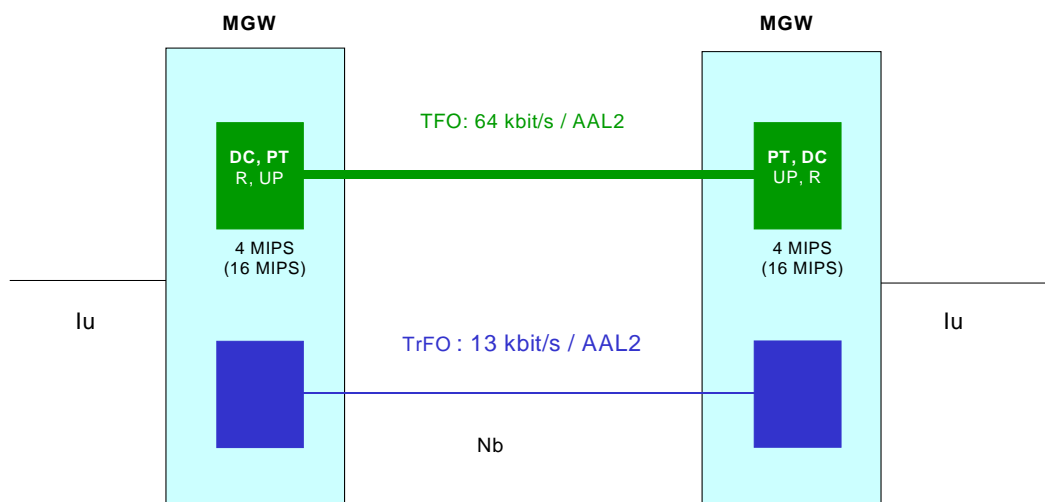 MGW
MGW
TFO: 64 kbit/s / AAL2
DC, PT
R, UP
PT, DC
UP, R
4 MIPS
(16 MIPS)
4 MIPS
(16 MIPS)
Iu
Iu
TrFO : 13 kbit/s / AAL2
Nb